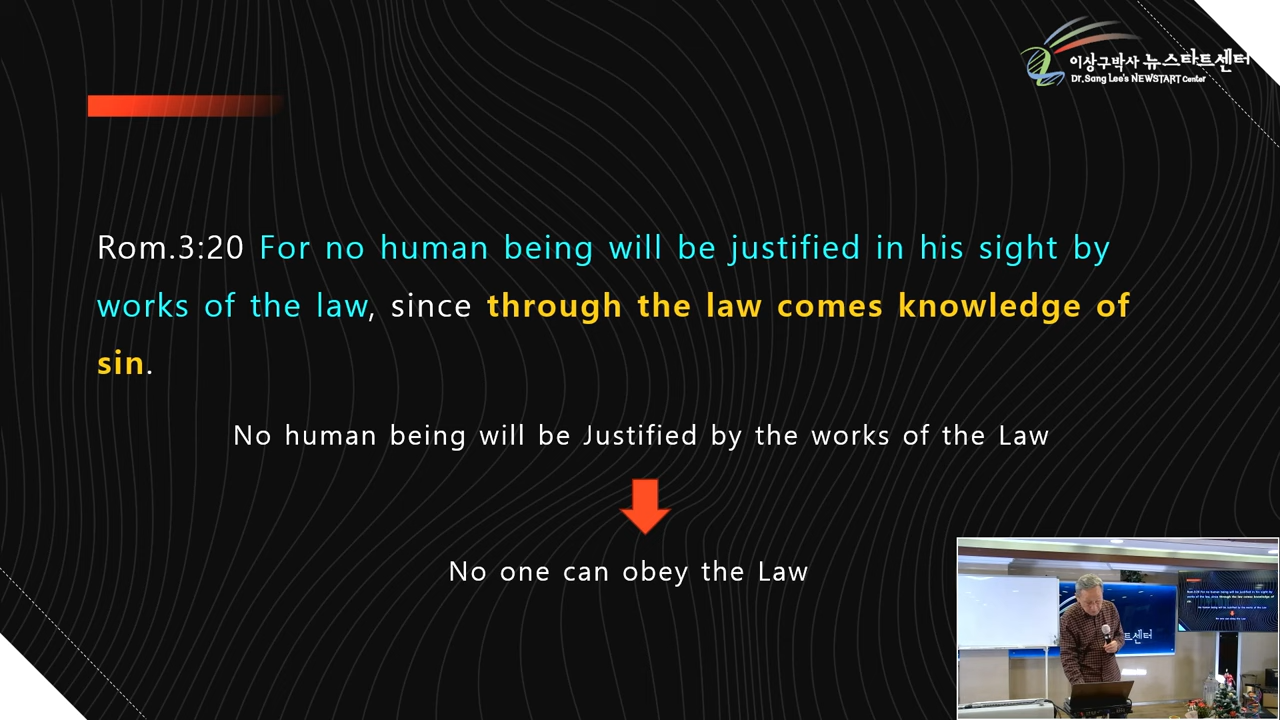 이상구박사 뉴스타트센터
Dr.Sang Lee's NEWSTART Center
Rom.3:20 For no human being will be justified in his sight by
works of the law, since through the law comes knowledge of
sin.
No human being will be Justified by the works of the Law
No one can obey the Law
트센터